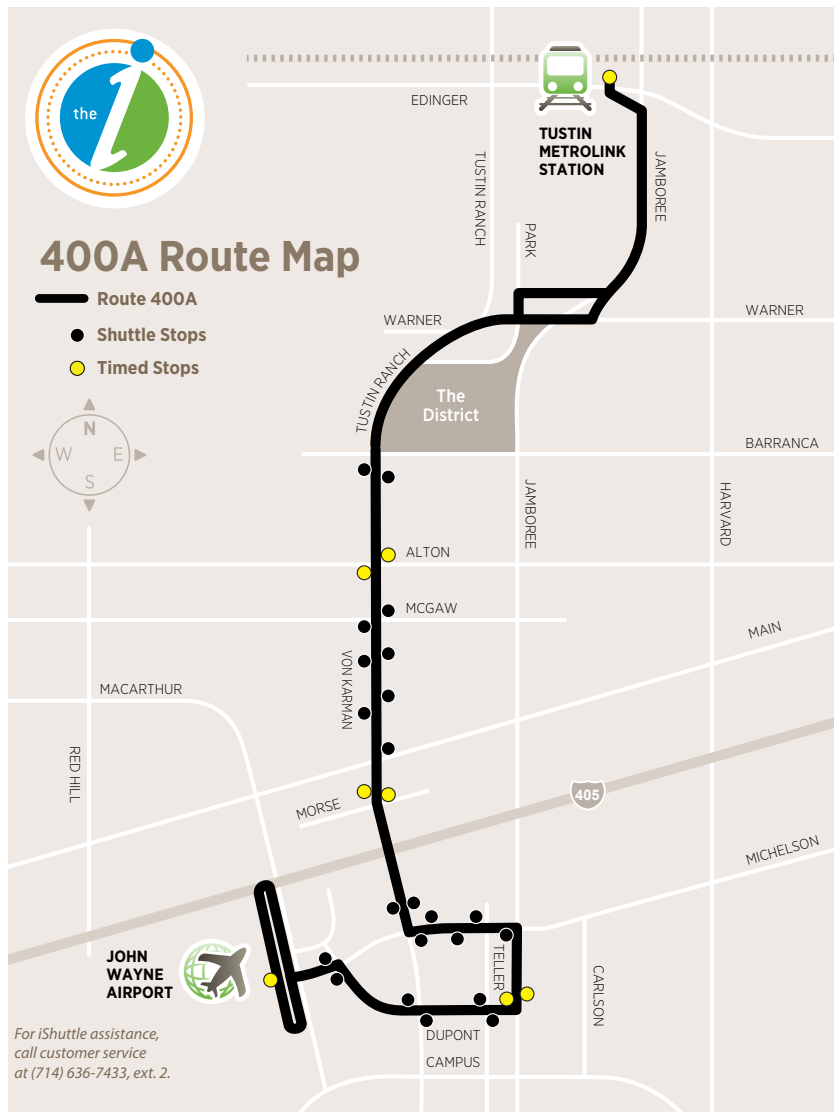 the
i
EDINGER
TUSTIN
METROLINK
STATION
TUSTIN RANCH
JAMBOREE
PARK
400A Route Map
Route 400A
Shuttle Stops
Timed Stops
WARNER
WARNER
TUSTIN RANCH
The
District
N
W E
S
BARRANCA
JAMBOREE
HARVARD
ALTON
MCGAW
MAIN
VON KARMAN
MACARTHUR
RED HILL
MORSE
405
MICHELSON
JOHN
WAYNE
AIRPORT
TELLER
CARLSON
DUPONT
CAMPUS
For iShuttle assistance,
call customer service
at (714) 636-7433, ext. 2.